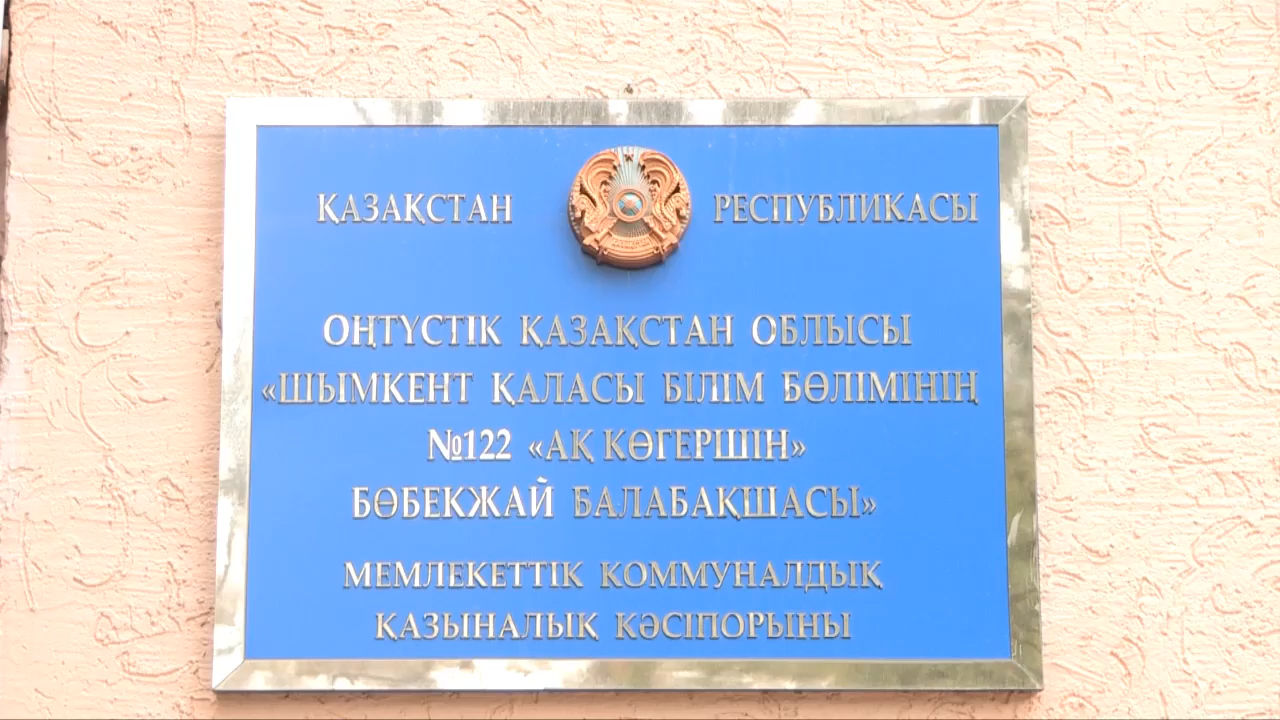 ҚАЗАҚСТАН РЕСПУБЛИКАСЫ
ОҢТҮСТІК ҚАЗАҚСТАН ОБЛЫСЫ
«ШЫМКЕНТ ҚАЛАСЫ БІЛІМ БӨЛІМІНІҢ
№122 «АҚ КӨГЕРШІН»
БӨБЕКЖАЙ БАЛАБАҚШАСЫ»
МЕМЛЕКЕТТІК КОММУНАЛДЫҚ
ҚАЗЫНАЛЫҚ КӘСІПОРЫНЫ